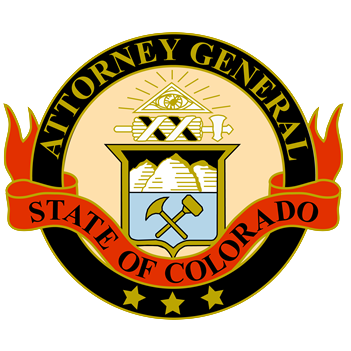 ATTORNEY GENERAL
STATE OF COLORADO